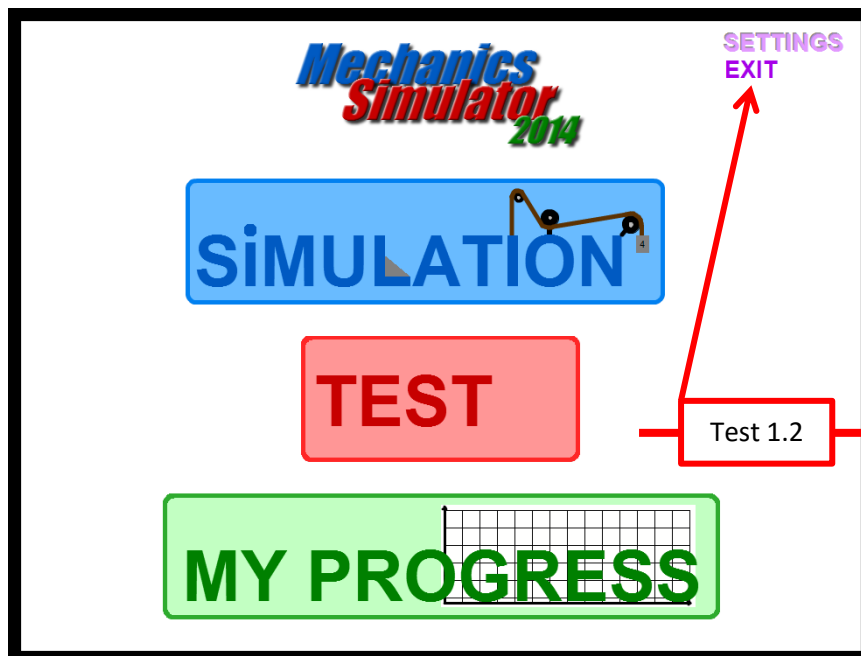 Mechanics
Simulator
2014
SETTINGS
EXIT
SiMULATION
4
TEST
Test 1.2
MY PROGRESS